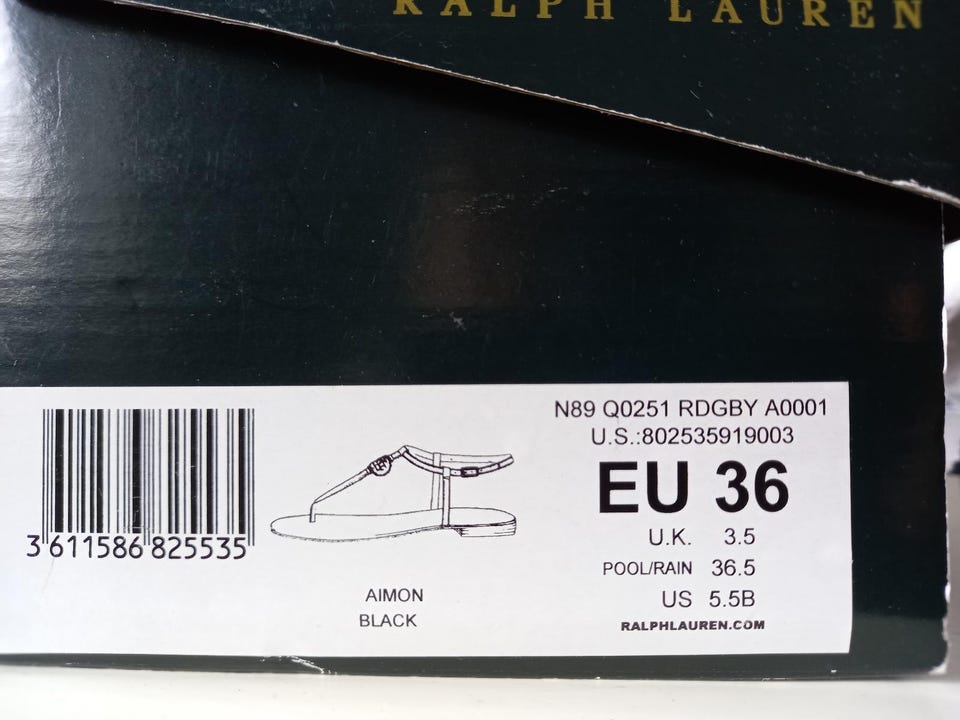 RALPH LAUREN
N89 Q0251 RDGBY A0001
U.S.:802535919003
EU 36
U.K. 3.5
POOL/RAIN 36.5
US 5.5B
RALPHLAUREN.COM
3 611586 825535
AIMON
BLACK